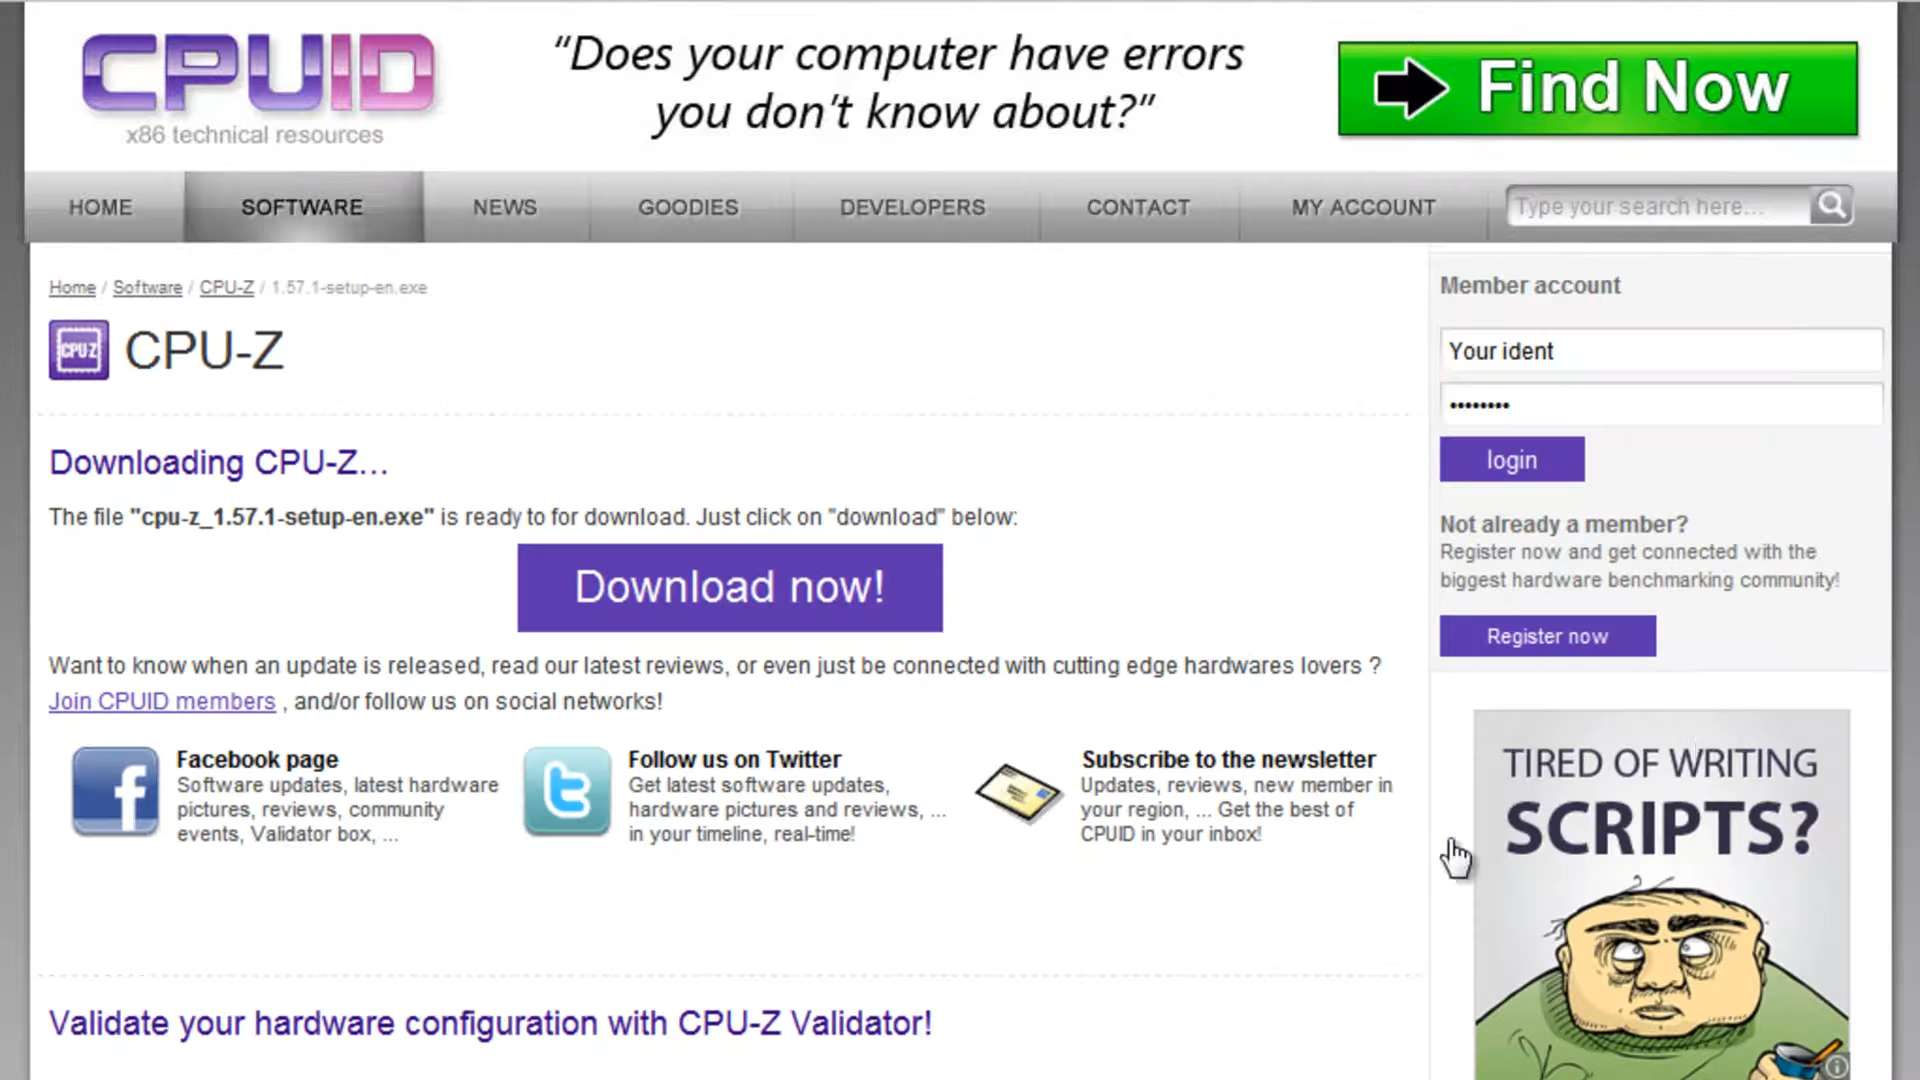 CPUID
x86 technical resources
“Does your computer have errors
you don’t know about?”
Find Now
HOME
SOFTWARE
NEWS
GOODIES
DEVELOPERS
CONTACT
MY ACCOUNT
Type your search here...
Home / Software / CPU-Z / 1.57.1-setup-en.exe
CPU-Z
CPU-Z
Downloading CPU-Z...
The file "cpu-z_1.57.1-setup-en.exe" is ready to for download. Just click on "download" below:
Download now!
Want to know when an update is released, read our latest reviews, or even just be connected with cutting edge hardwares lovers ?
Join CPUID members , and/or follow us on social networks!
Facebook page
Software updates, latest hardware
pictures, reviews, community
events, Validator box, ...
Follow us on Twitter
Get latest software updates,
hardware pictures and reviews, ...
in your timeline, real-time!
Subscribe to the newsletter
Updates, reviews, new member in
your region, ... Get the best of
CPUID in your inbox!
Validate your hardware configuration with CPU-Z Validator!
Member account
Your ident
••••••••
login
Not already a member?
Register now and get connected with the
biggest hardware benchmarking community!
Register now
TIRED OF WRITING
SCRIPTS?